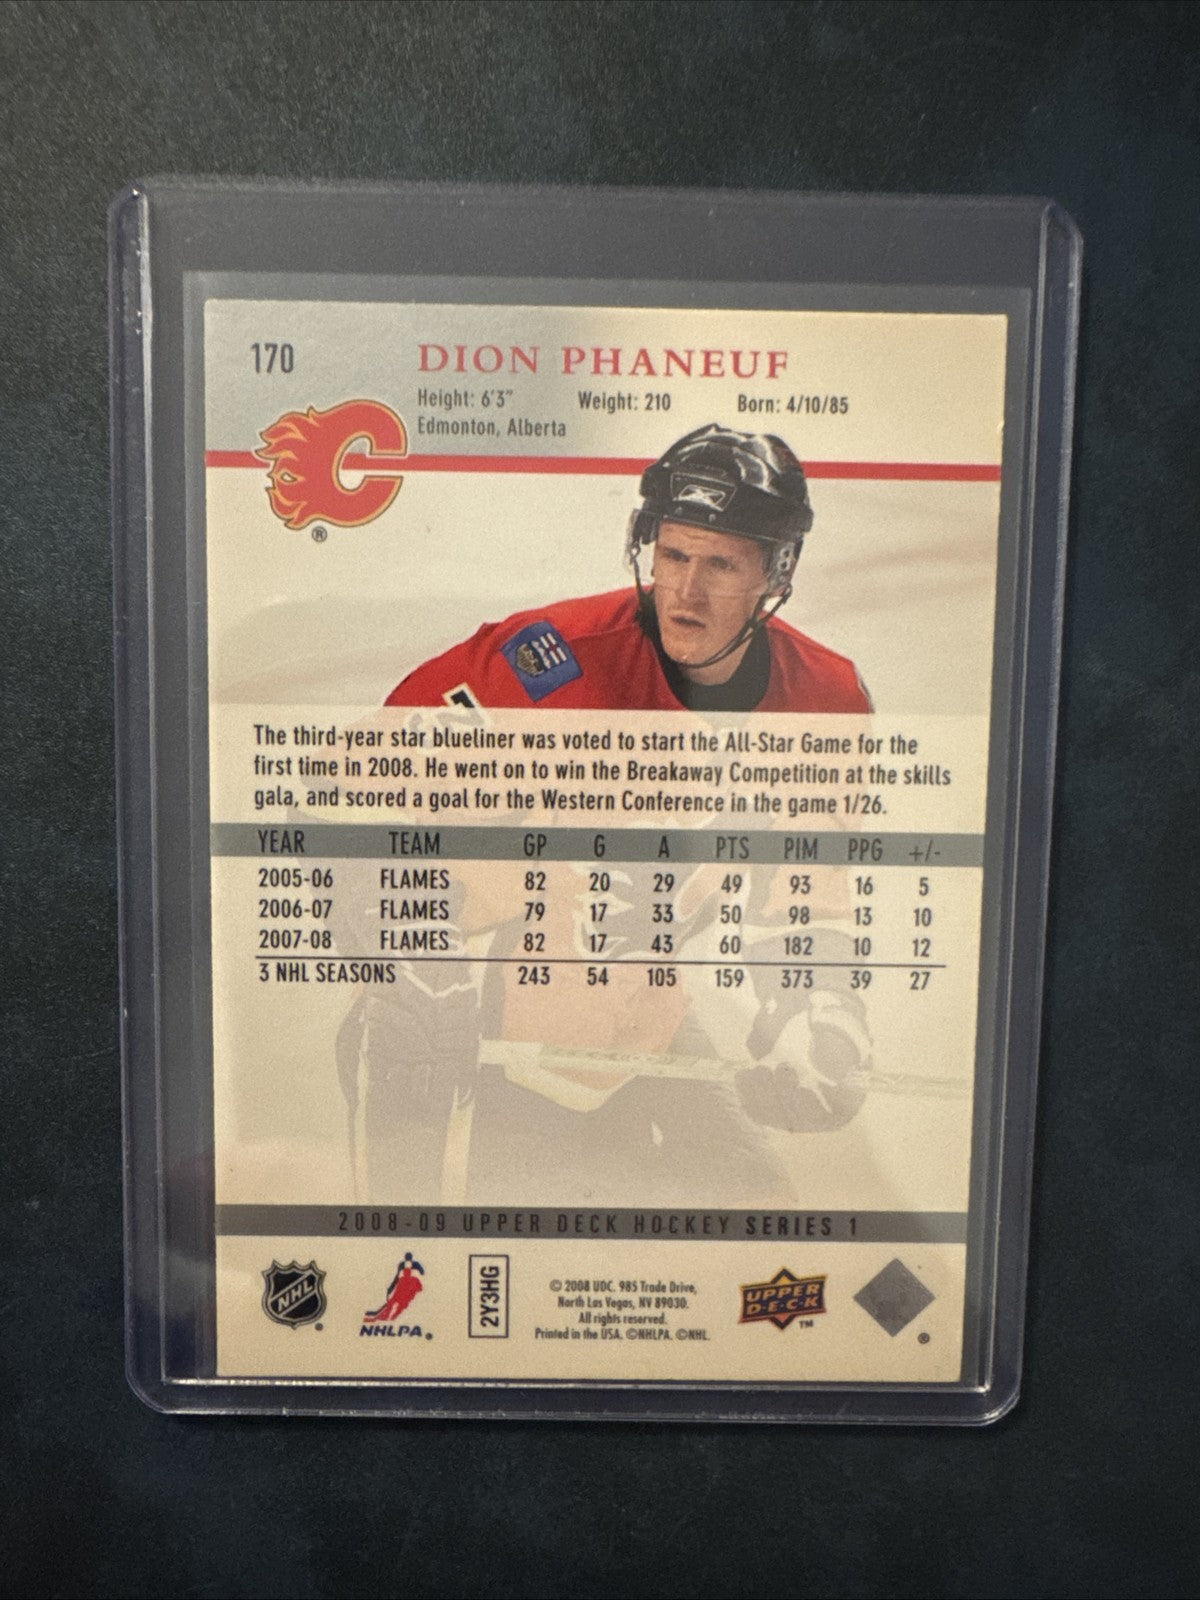 170
DION PHANEUF
Height: 6'3" Weight: 210 Born: 4/10/85
Edmonton, Alberta
C
®
The third-year star blueliner was voted to start the All-Star Game for the
first time in 2008. He went on to win the Breakaway Competition at the skills
gala, and scored a goal for the Western Conference in the game 1/26.
YEAR TEAM GP G A PTS PIM PPG +/-
2005-06 FLAMES 82 20 29 49 93 16 5
2006-07 FLAMES 79 17 33 50 98 13 10
2007-08 FLAMES 82 17 43 60 182 10 12
3 NHL SEASONS 243 54 105 159 373 39 27
2008-09 UPPER DECK HOCKEY SERIES 1
NHL
NHLPA.
2Y3HG
© 2008 UDC. 985 Trade Drive,
North Las Vegas, NV 89030.
All rights reserved.
Printed in the USA. ©NHLPA. ©NHL.
UPPER
D·E·C·K
TM
®